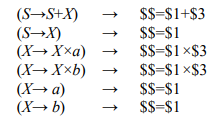 (S→S+X) → $$=$1+$3
(S→X) → $$=$1
(X→ X×a) → $$=$1×$3
(X→ X×b) → $$=$1×$3
(X→ a) → $$=$1
(X→ b) → $$=$1